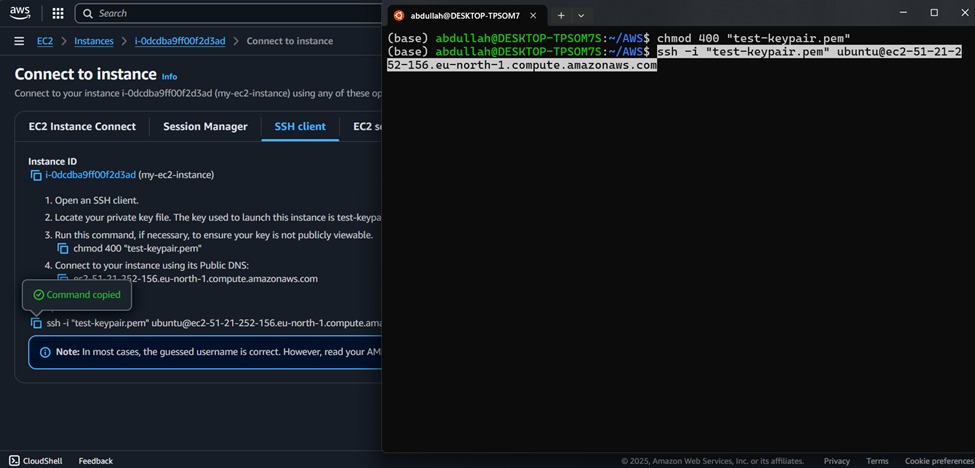 aws
Search
EC2 > Instances > i-0dcdba9ff00f2d3ad > Connect to instance
Connect to instance Info
Connect to your instance i-0dcdba9ff00f2d3ad (my-ec2-instance) using any of these
EC2 Instance Connect
Session Manager
SSH client
EC2
Instance ID
i-0dcdba9ff00f2d3ad (my-ec2-instance)
1. Open an SSH client.
2. Locate your private key file. The key used to launch this instance is test-keypa
3. Run this command, if necessary, to ensure your key is not publicly viewable.
chmod 400 "test-keypair.pem"
4. Connect to your instance using its Public DNS:
ec2-51-21-252-156.eu-north-1.compute.amazonaws.com
Command copied
ssh -i "test-keypair.pem" ubuntu@ec2-51-21-252-156.eu-north-1.compute.ama
Note: In most cases, the guessed username is correct. However, read your AM
CloudShell
Feedback
abdullah@DESKTOP-TPSOM7
(base) abdullah@DESKTOP-TPSOM7S:~/AWS$ chmod 400 "test-keypair.pem"
(base) abdullah@DESKTOP-TPSOM7S:~/AWS$ ssh -i "test-keypair.pem" ubuntu@ec2-51-21-2
52-156.eu-north-1.compute.amazonaws.com
© 2025, Amazon Web Services, Inc. or its affiliates.
Privacy
Terms
Cookie preferences